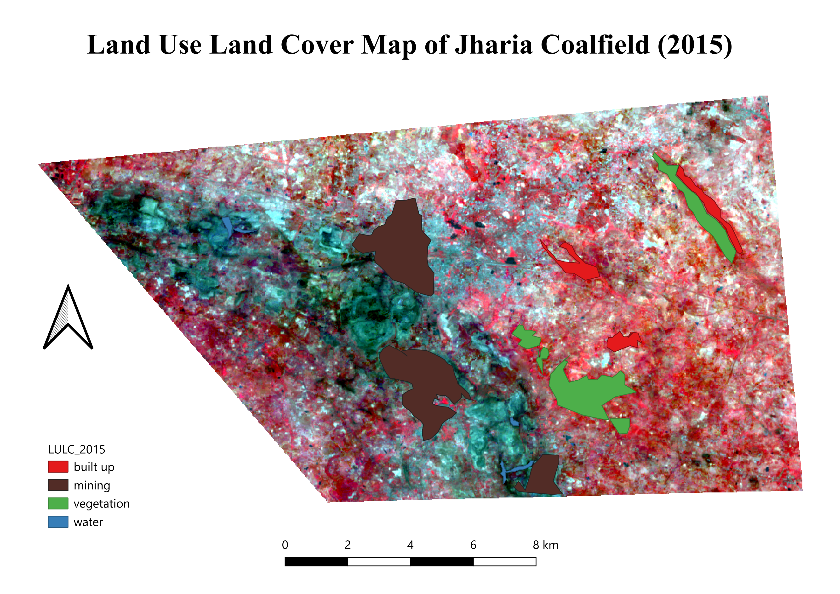 Land Use Land Cover Map of Jharia Coalfield (2015)
LULC_2015
built up
mining
vegetation
water
0 2 4 6 8 km